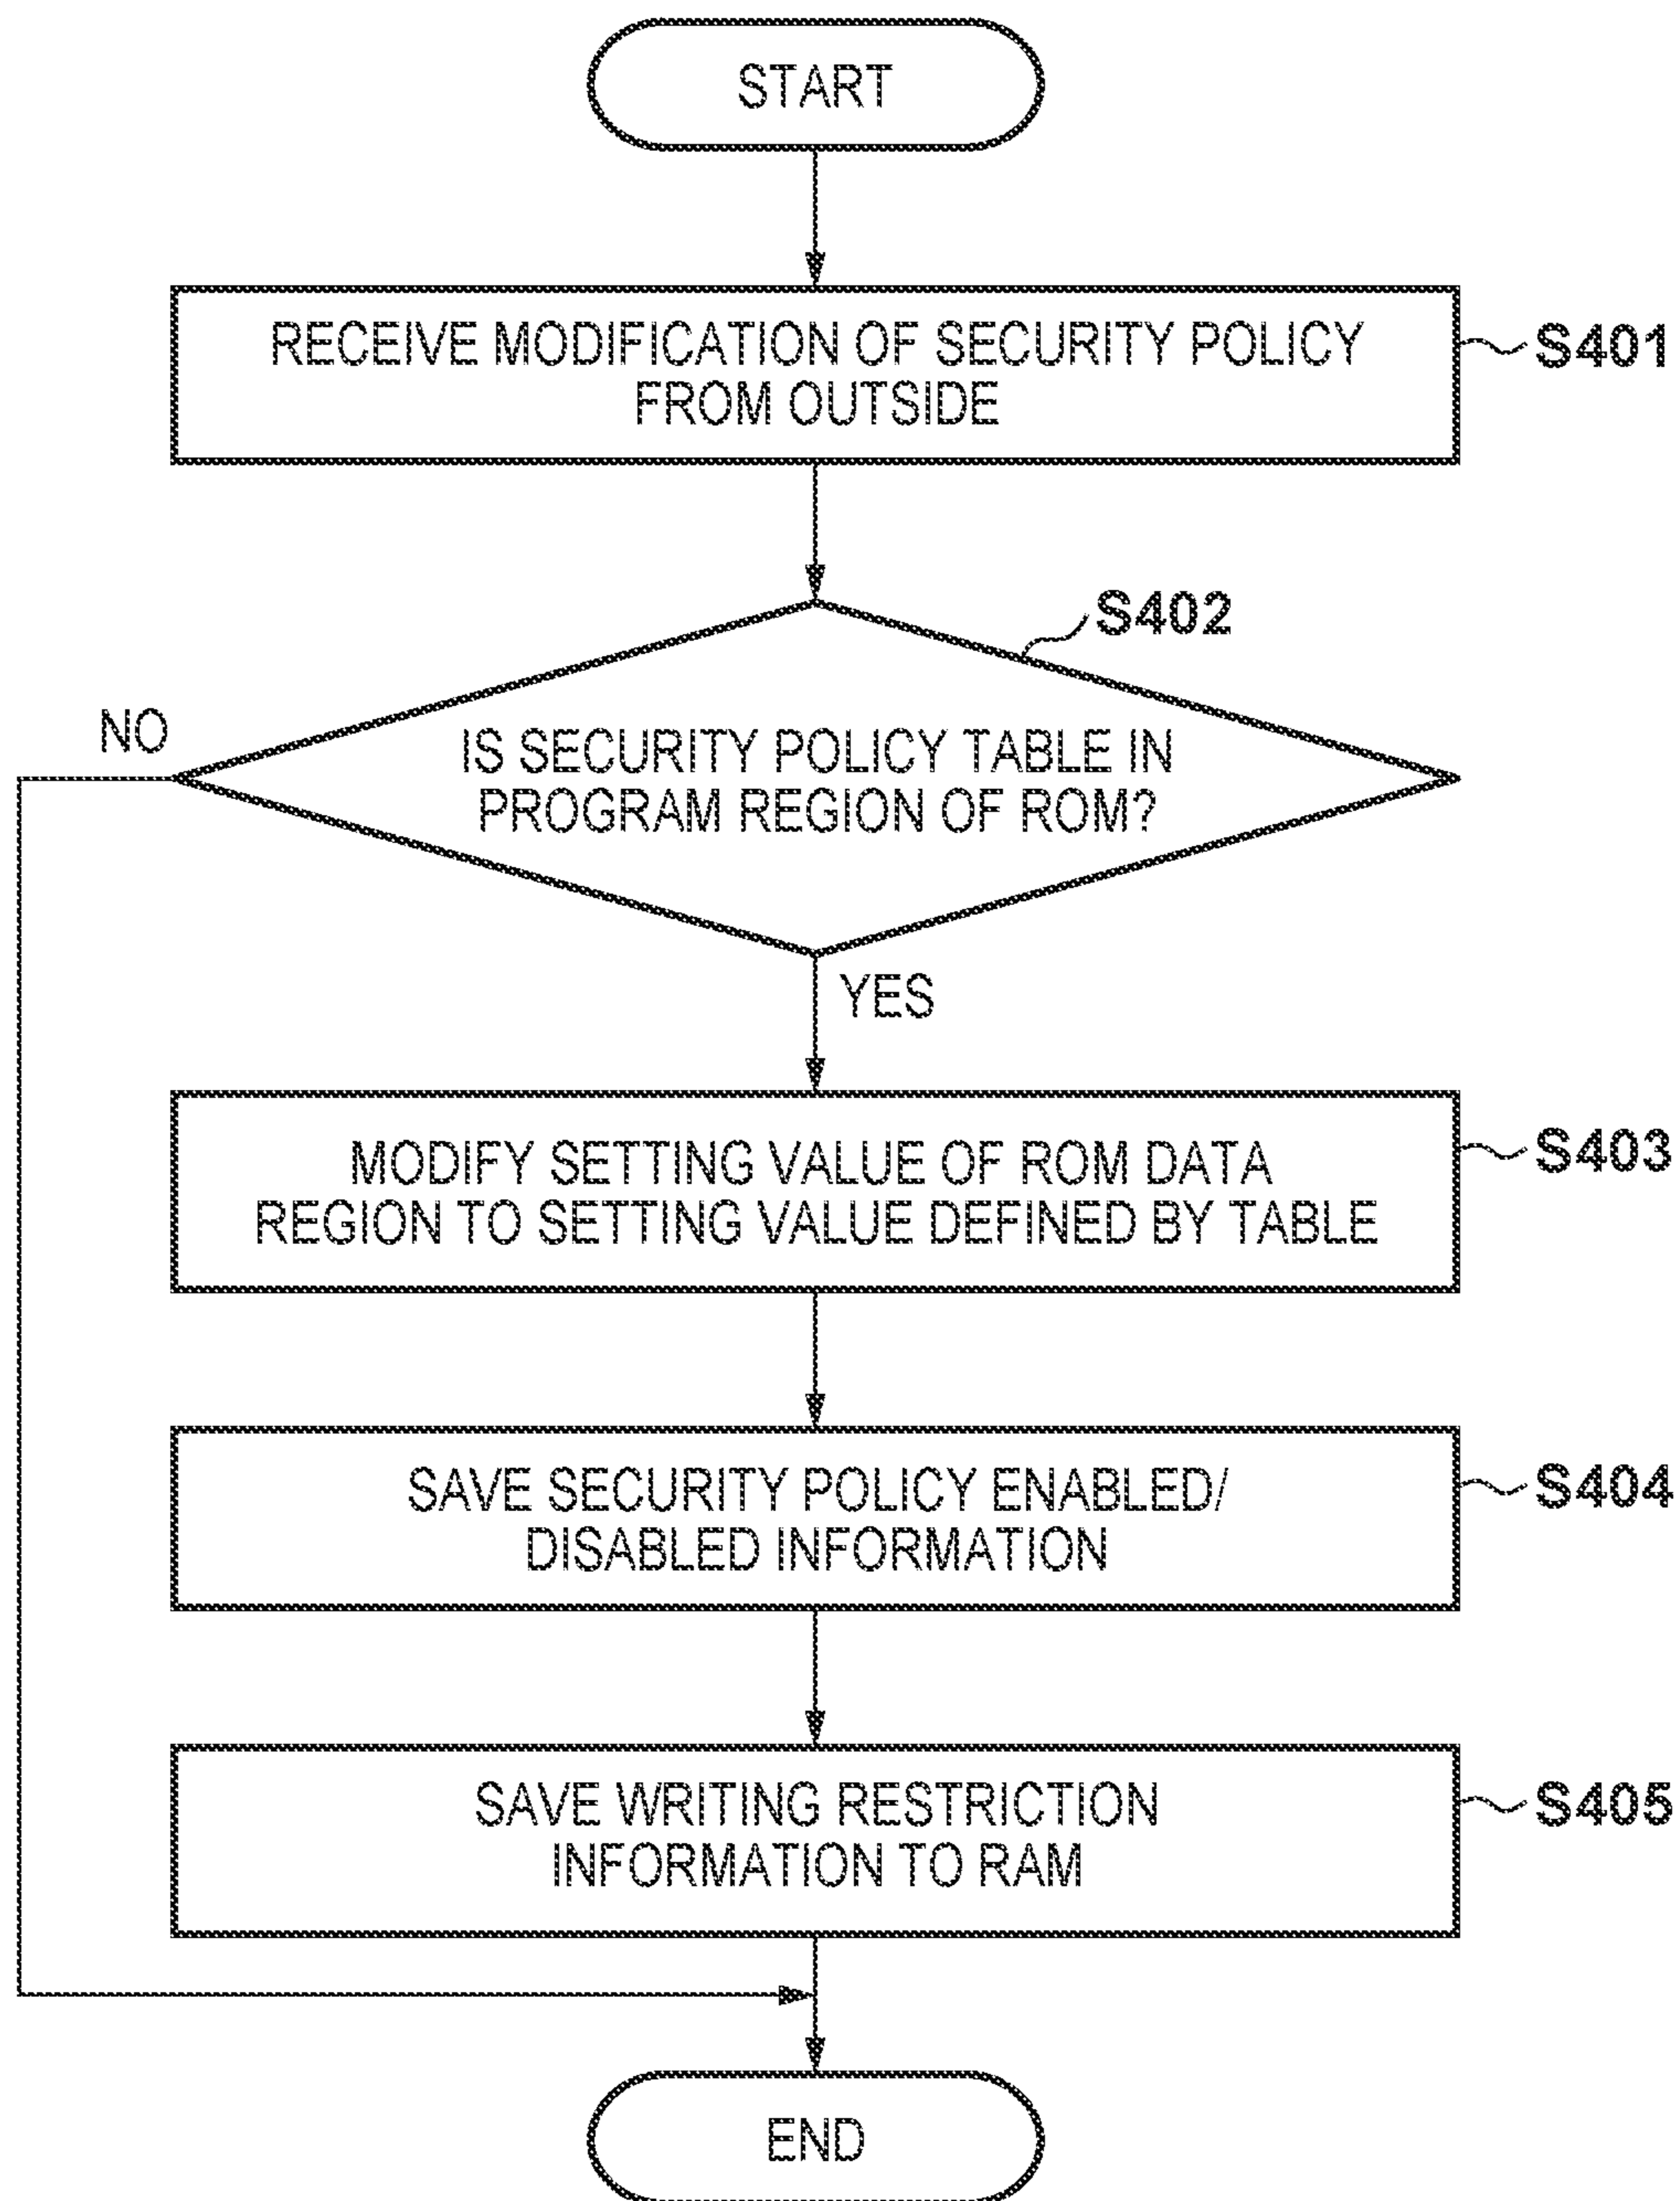 START
RECEIVE MODIFICATION OF SECURITY POLICY
FROM OUTSIDE
S401
S402
NO
IS SECURITY POLICY TABLE IN
PROGRAM REGION OF ROM?
YES
MODIFY SETTING VALUE OF ROM DATA
REGION TO SETTING VALUE DEFINED BY TABLE
S403
SAVE SECURITY POLICY ENABLED/
DISABLED INFORMATION
S404
SAVE WRITING RESTRICTION
INFORMATION TO RAM
S405
END